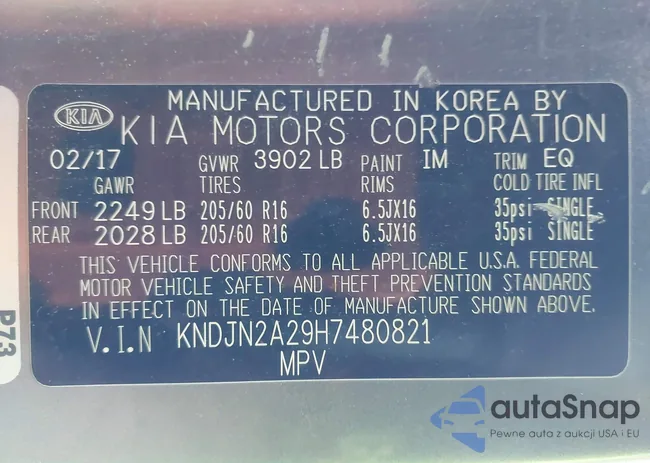 MANUFACTURED IN KOREA BY
KIA KIA MOTORS CORPORATION
02/17 GVWR 3902 LB PAINT IM TRIM EQ
GAWR TIRES RIMS COLD TIRE INFL
FRONT 2249 LB 205/60 R16 6.5JX16 35psi SINGLE
REAR 2028 LB 205/60 R16 6.5JX16 35psi SINGLE
THIS VEHICLE CONFORMS TO ALL APPLICABLE U.S.A. FEDERAL
MOTOR VEHICLE SAFETY AND THEFT PREVENTION STANDARDS
IN EFFECT ON THE DATE OF MANUFACTURE SHOWN ABOVE.
V.I.N KNDJN2A29H7480821
MPV
P73
autaSnap
Pewne auta z aukcji USA i EU